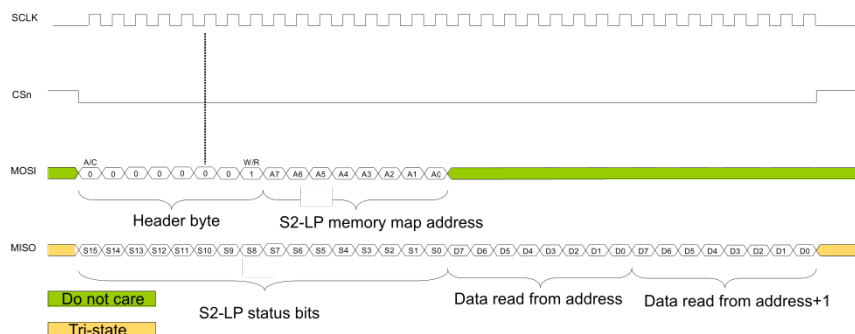 SCLK
CSn
A/C W/R
MOSI 0 0 0 0 0 0 0 1 A7 A6 A5 A4 A3 A2 A1 A0
Header byte S2-LP memory map address
MISO S15 S14 S13 S12 S11 S10 S9 S8 S7 S6 S5 S4 S3 S2 S1 S0 D7 D6 D5 D4 D3 D2 D1 D0 D7 D6 D5 D4 D3 D2 D1 D0
Do not care Data read from address Data read from address+1
S2-LP status bits
Tri-state